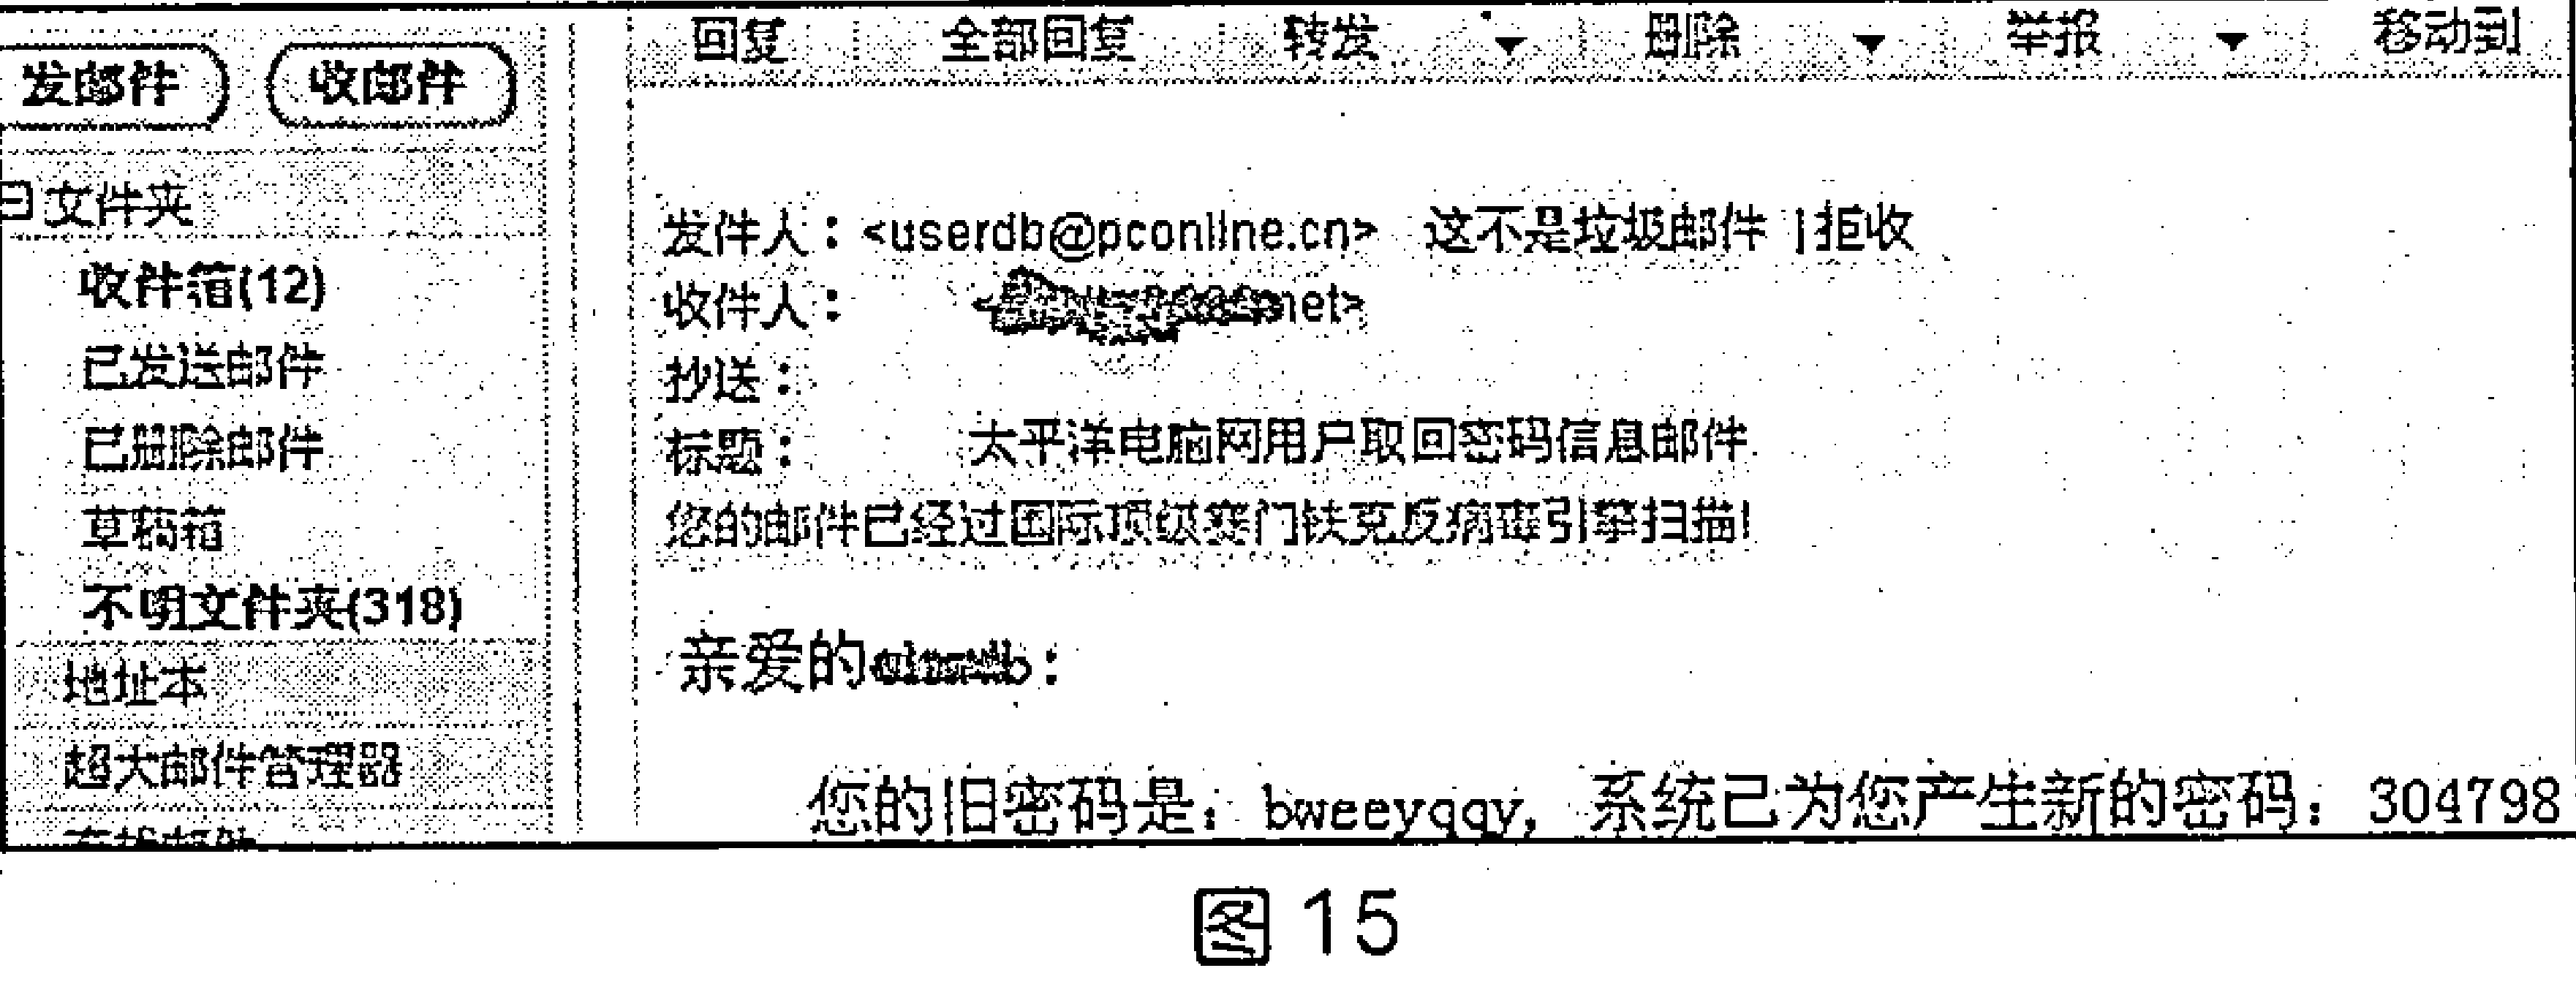 回复 全部回复 转发 删除 举报 移动到
发邮件 收邮件
文件夹
收件箱(12)
已发送邮件
已删除邮件
草稿箱
不明文件夹(318)
地址本
超大邮件管理器
发件人：<userdb@pconline.cn> 这不是垃圾邮件 | 拒收
收件人： net>
抄送：
标题： 太平洋电脑网用户取回密码信息邮件
您的邮件已经过国际顶级赛门铁克反病毒引擎扫描!
亲爱的 :
您的旧密码是: bweeyqqy, 系统已为您产生新的密码: 304798
图 15